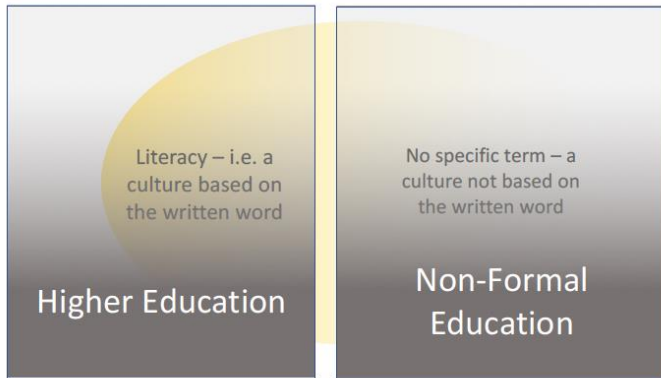 Literacy – i.e. a
culture based on
the written word
Higher Education
No specific term – a
culture not based on
the written word
Non-Formal
Education